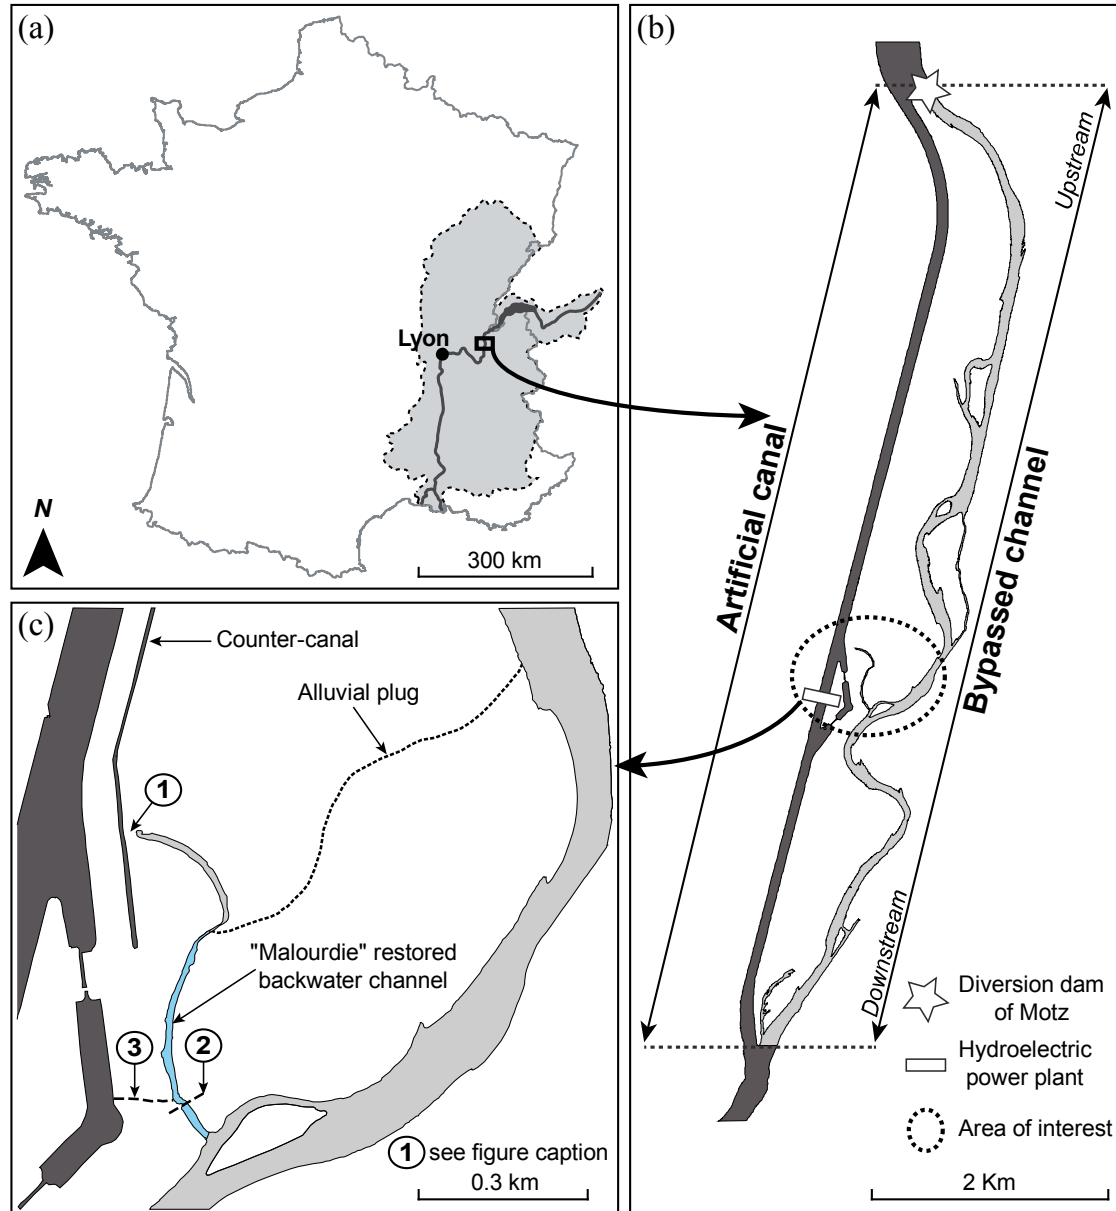 (a)
Lyon
N
300 km
(b)
Upstream
Artificial canal
Bypassed channel
Downstream
Diversion dam
of Motz
Hydroelectric
power plant
Area of interest
2 Km
(c)
Counter-canal
Alluvial plug
1
"Malourdie" restored
backwater channel
3
2
1 see figure caption
0.3 km